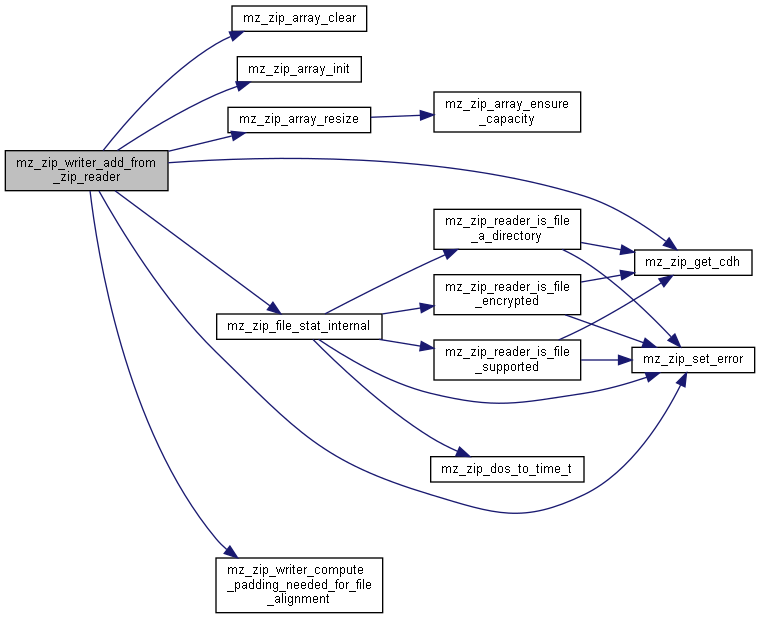 mz_zip_array_clear
mz_zip_array_init
mz_zip_array_resize
mz_zip_array_ensure
_capacity
mz_zip_writer_add_from
_zip_reader
mz_zip_reader_is_file
_a_directory
mz_zip_get_cdh
mz_zip_reader_is_file
_encrypted
mz_zip_file_stat_internal
mz_zip_reader_is_file
_supported
mz_zip_set_error
mz_zip_dos_to_time_t
mz_zip_writer_compute
_padding_needed_for_file
_alignment